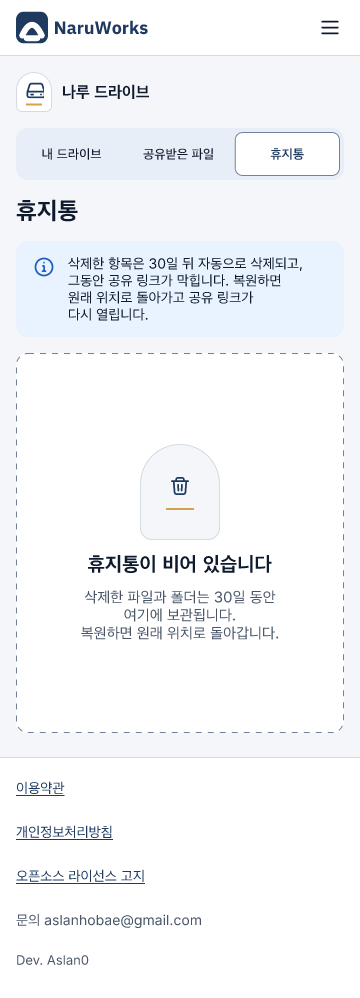 NaruWorks
나루 드라이브
내 드라이브 공유받은 파일 휴지통
휴지통
삭제한 항목은 30일 뒤 자동으로 삭제되고,
그동안 공유 링크가 막힙니다. 복원하면
원래 위치로 돌아가고 공유 링크가
다시 열립니다.
휴지통이 비어 있습니다
삭제한 파일과 폴더는 30일 동안
여기에 보관됩니다.
복원하면 원래 위치로 돌아갑니다.
이용약관
개인정보처리방침
오픈소스 라이선스 고지
문의 aslanhobae@gmail.com
Dev. Aslan0